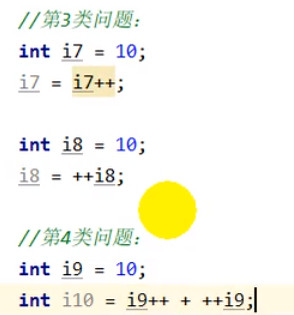 //第3类问题：
int i7 = 10;
i7 = i7++;
int i8 = 10;
i8 = ++i8;
//第4类问题：
int i9 = 10;
int i10 = i9++ + ++i9;